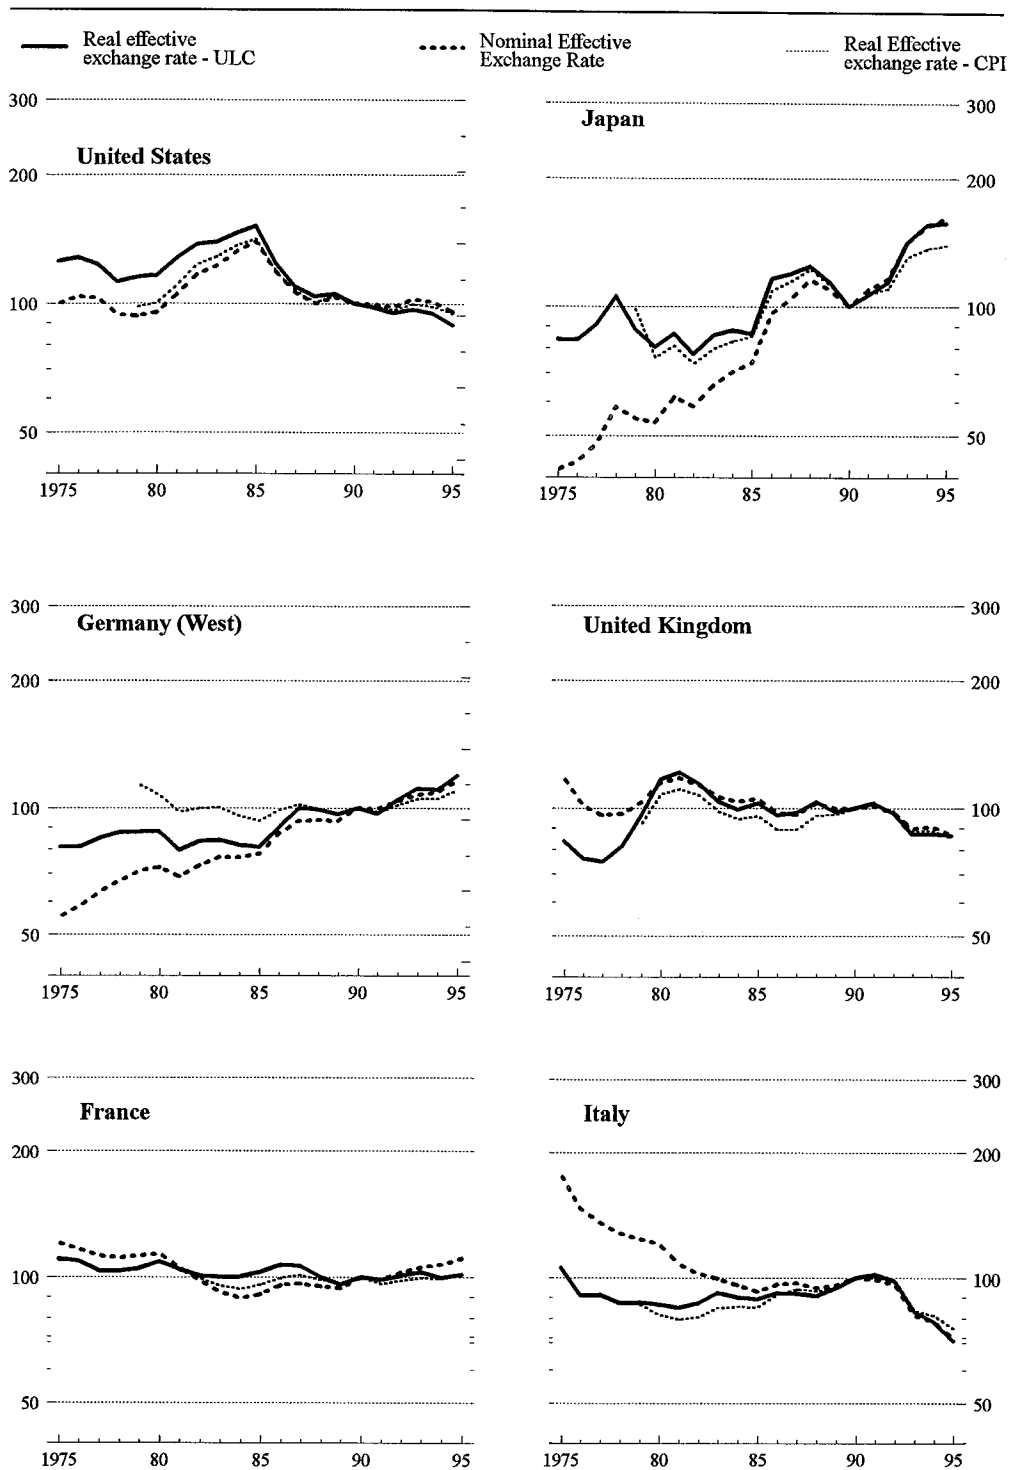 Real effective
exchange rate - ULC
Nominal Effective
Exchange Rate
Real Effective
exchange rate - CPI
United States
300
200
100
50
1975 80 85 90 95
Japan
300
200
100
50
1975 80 85 90 95
Germany (West)
300
200
100
50
1975 80 85 90 95
United Kingdom
300
200
100
50
1975 80 85 90 95
France
300
200
100
50
1975 80 85 90 95
Italy
300
200
100
50
1975 80 85 90 95